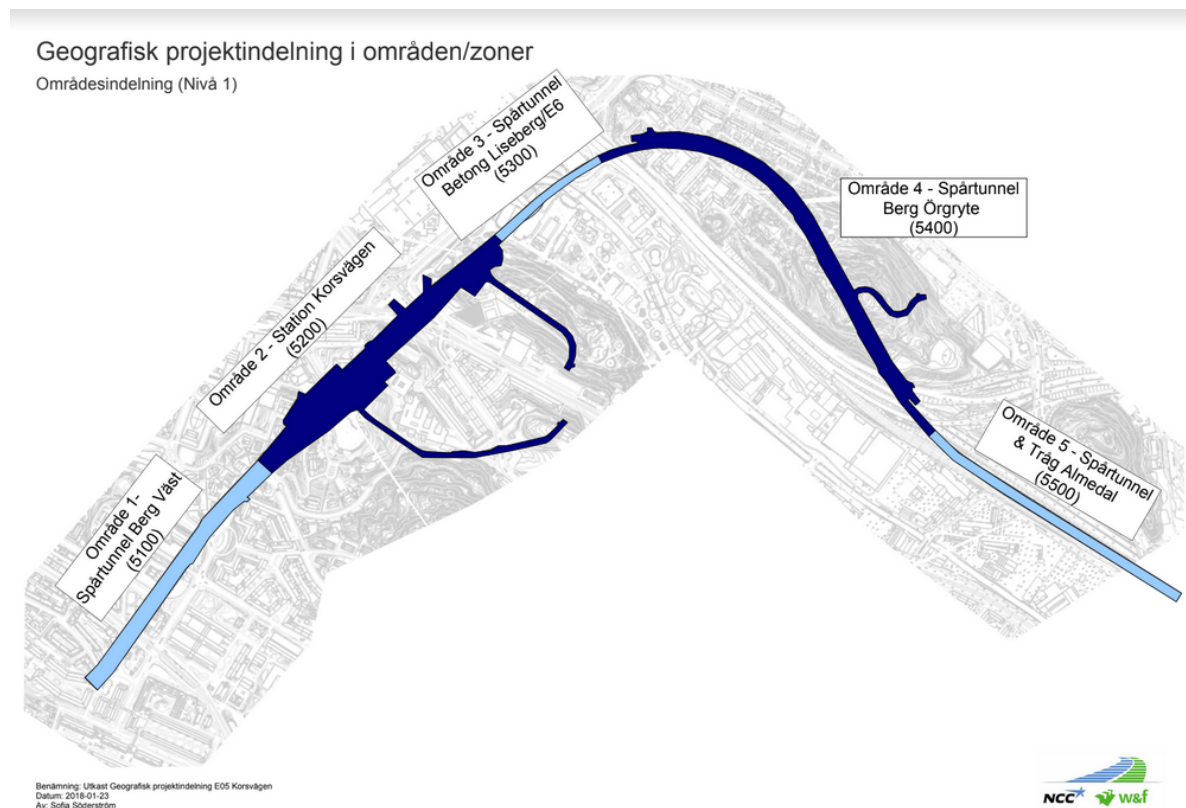 Geografisk projektindelning i områden/zoner
Områdesindelning (Nivå 1)
Område 1-
Spårtunnel Berg Väst
(5100)
Område 2 - Station Korsvägen
(5200)
Område 3 - Spårtunnel
Betong Liseberg/E6
(5300)
Område 4 - Spårtunnel
Berg Örgryte
(5400)
Område 5 - Spårtunnel
& Tråg Almedal
(5500)
Benämning: Utkast Geografisk projektindelning E05 Korsvägen
Datum: 2018-01-23
Av: Sofia Söderström
NCC
w&f